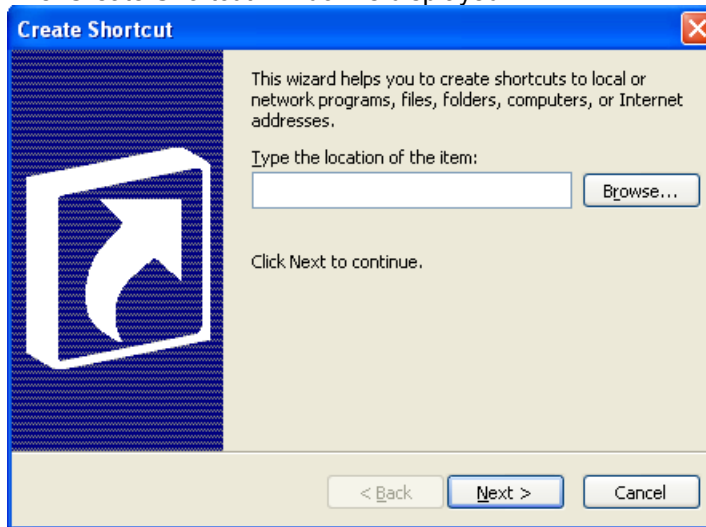 Create Shortcut
This wizard helps you to create shortcuts to local or
network programs, files, folders, computers, or Internet
addresses.
Type the location of the item:
Browse...
Click Next to continue.
< Back
Next >
Cancel